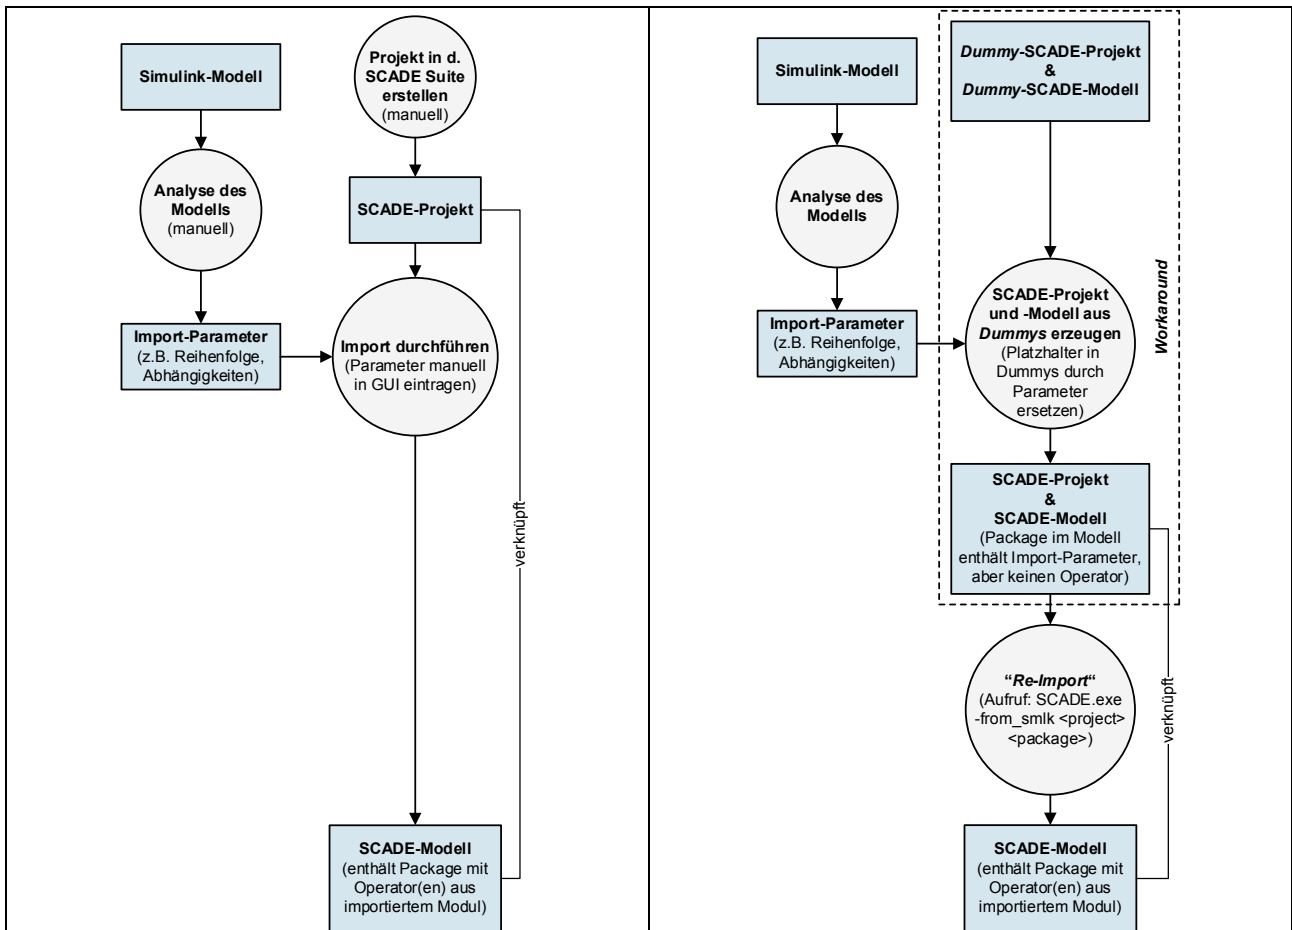 Simulink-Modell
Projekt in d.
SCADE Suite
erstellen
(manuell)
Analyse des
Modells
(manuell)
SCADE-Projekt
Import-Parameter
(z.B. Reihenfolge,
Abhängigkeiten)
Import durchführen
(Parameter manuell
in GUI eintragen)
verknüpft
SCADE-Modell
(enthält Package mit
Operator(en) aus
importiertem Modul)
Simulink-Modell
Dummy-SCADE-Projekt
&
Dummy-SCADE-Modell
Analyse des
Modells
Workaround
Import-Parameter
(z.B. Reihenfolge,
Abhängigkeiten)
SCADE-Projekt
und -Modell aus
Dummys erzeugen
(Platzhalter in
Dummys durch
Parameter
ersetzen)
SCADE-Projekt
&
SCADE-Modell
(Package im Modell
enthält Import-Parameter,
aber keinen Operator)
“Re-Import“
(Aufruf: SCADE.exe
-from_smlk <project>
<package>)
verknüpft
SCADE-Modell
(enthält Package mit
Operator(en) aus
importiertem Modul)